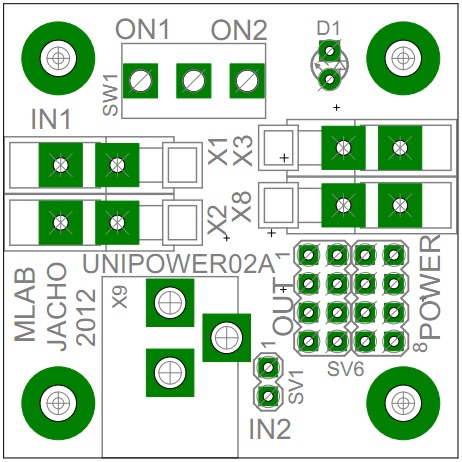 ON1 ON2
D1
SW1
IN1
X1
X3
X2
X8
UNIPOWER02A
MLAB
JACHO
2012
X9
OUT
1
POWER
8
SV6
1
SV1
IN2